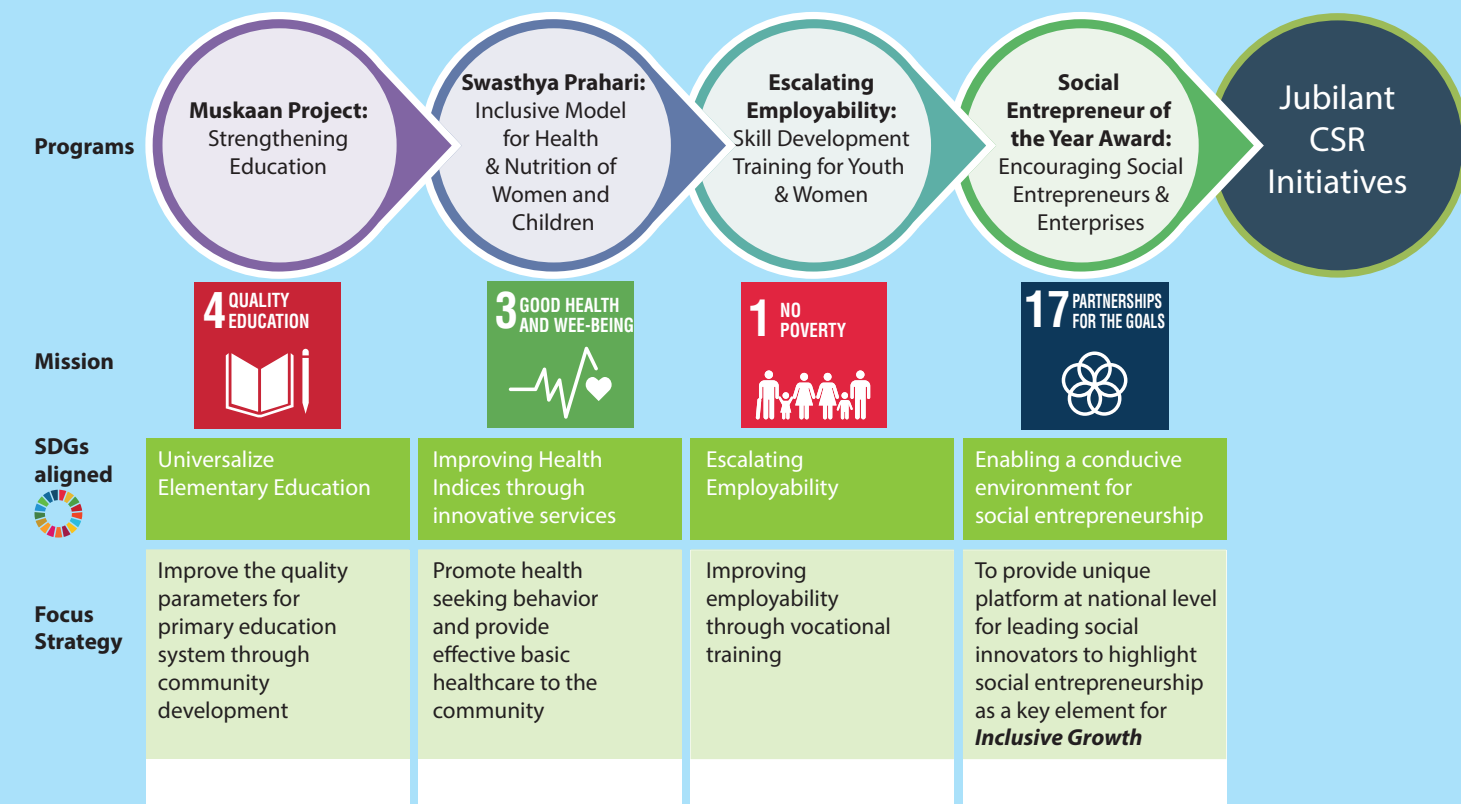 Programs
Muskaan Project:
Strengthening
Education
Swasthya Prahari:
Inclusive Model
for Health
& Nutrition of
Women and
Children
Escalating
Employability:
Skill Development
Training for Youth
& Women
Social
Entrepreneur of
the Year Award:
Encouraging Social
Entrepreneurs &
Enterprises
Jubilant
CSR
Initiatives
Mission
4 QUALITY
EDUCATION
3 GOOD HEALTH
AND WEE-BEING
1 NO
POVERTY
17 PARTNERSHIPS
FOR THE GOALS
SDGs
aligned
Universalize
Elementary Education
Improving Health
Indices through
innovative services
Escalating
Employability
Enabling a conducive
environment for
social entrepreneurship
Focus
Strategy
Improve the quality
parameters for
primary education
system through
community
development
Promote health
seeking behavior
and provide
effective basic
healthcare to the
community
Improving
employability
through vocational
training
To provide unique
platform at national level
for leading social
innovators to highlight
social entrepreneurship
as a key element for
Inclusive Growth